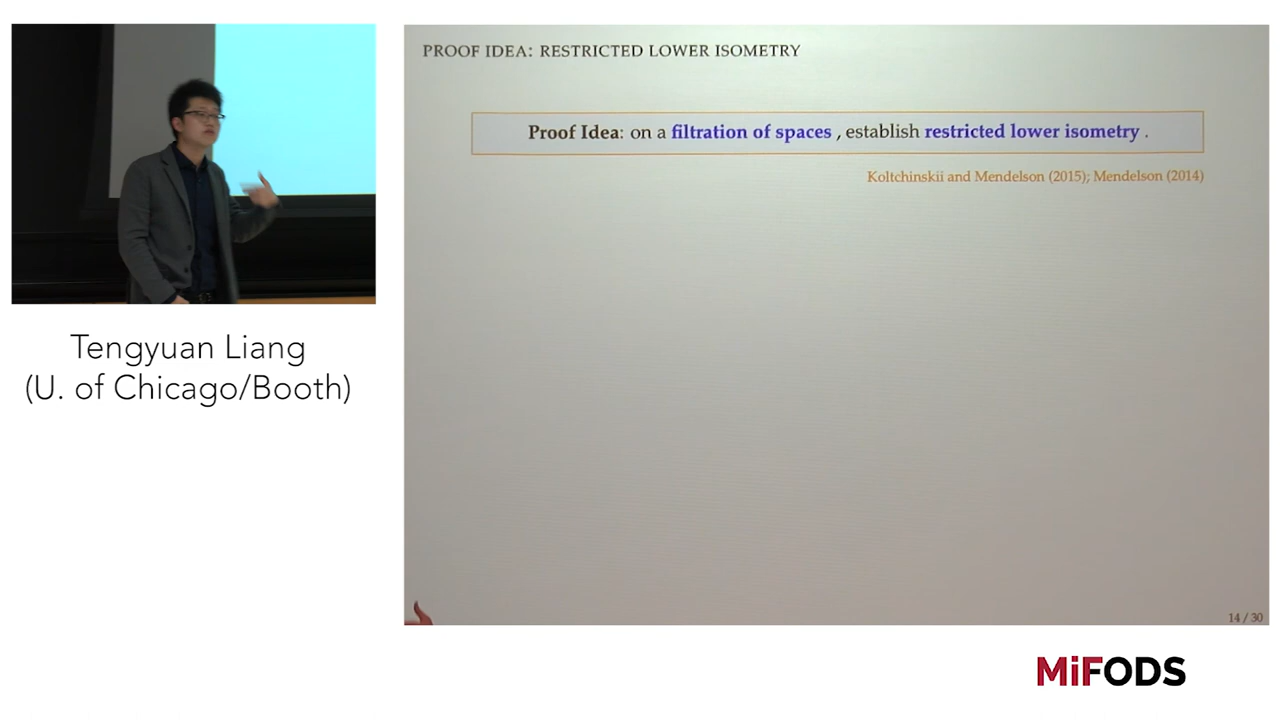 PROOF IDEA: RESTRICTED LOWER ISOMETRY
Proof Idea: on a filtration of spaces , establish restricted lower isometry .
Koltchinskii and Mendelson (2015); Mendelson (2014)
Tengyuan Liang
(U. of Chicago/Booth)
14 / 30
MiFODS